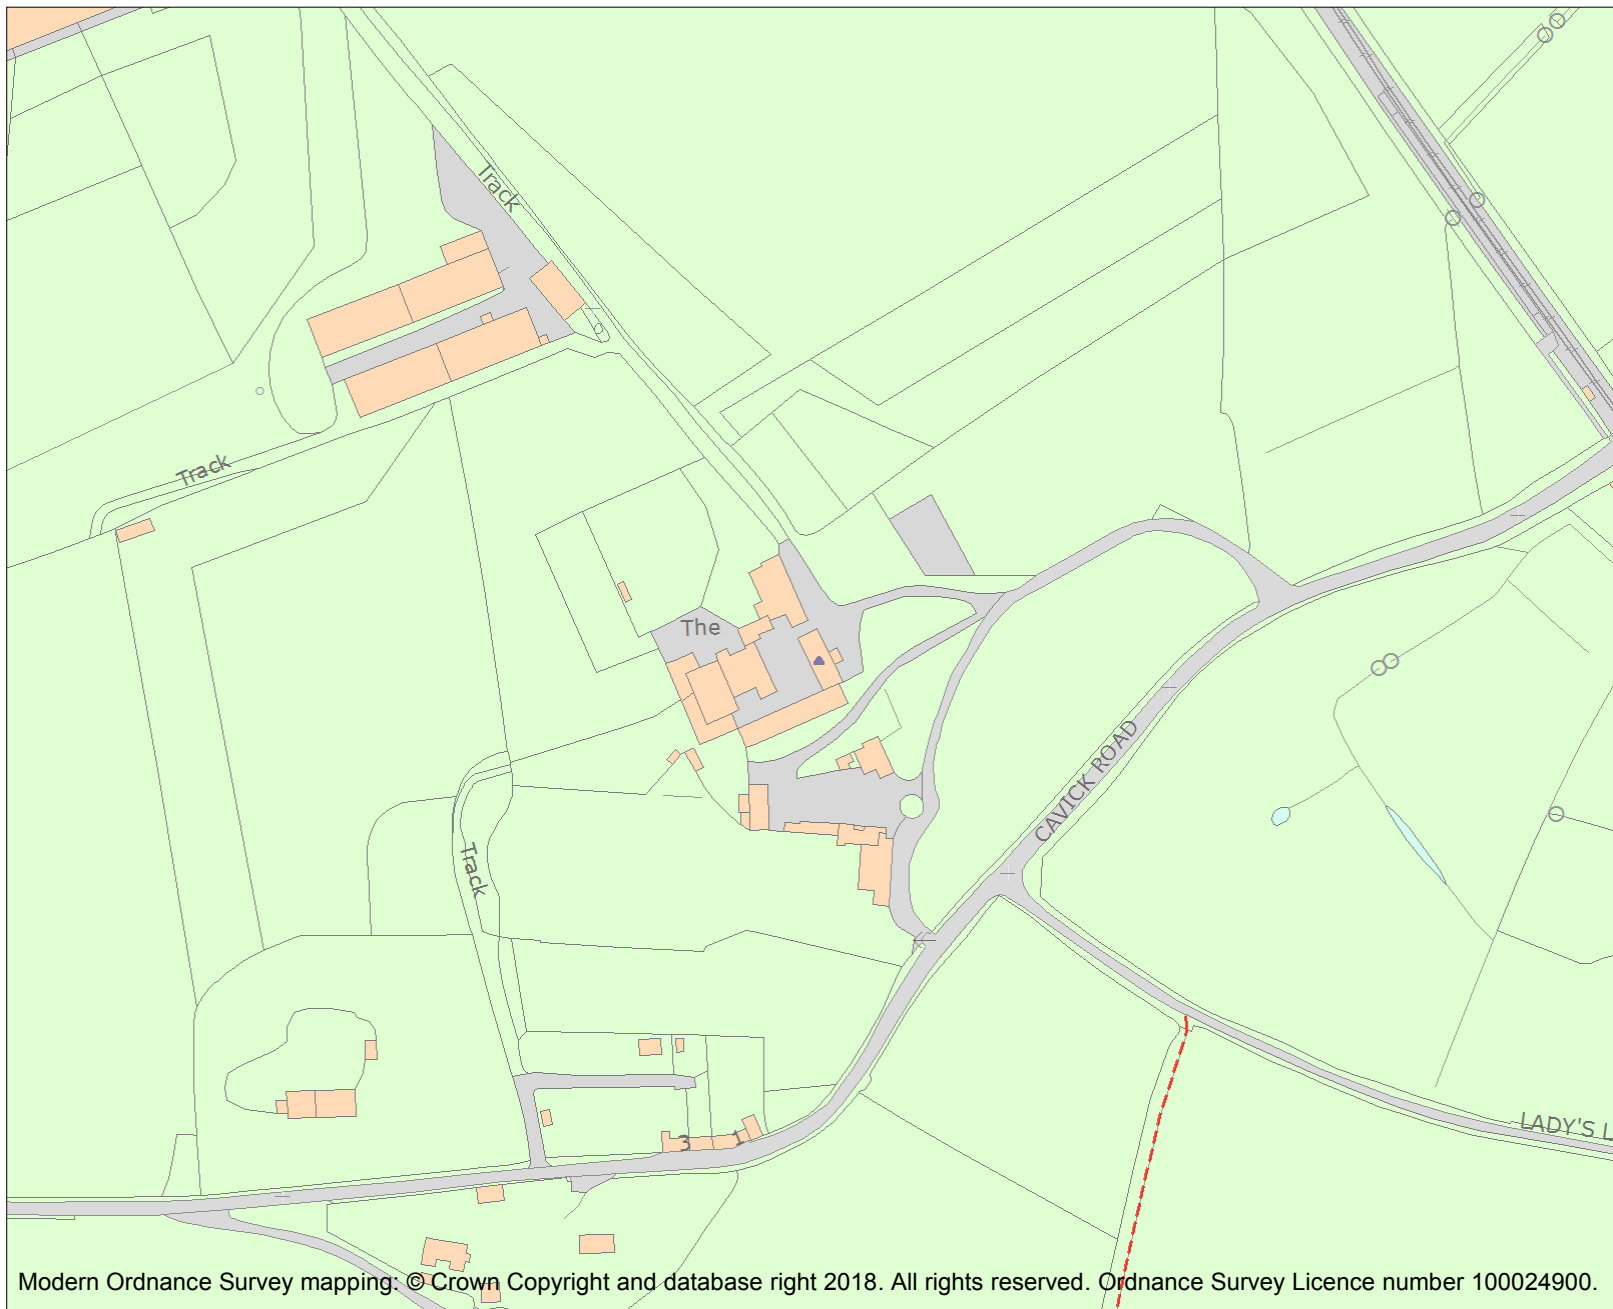 Track
Track
The
CAVICK ROAD
Track
LADY'S L
3
1
Modern Ordnance Survey mapping: © Crown Copyright and database right 2018. All rights reserved. Ordnance Survey Licence number 100024900.